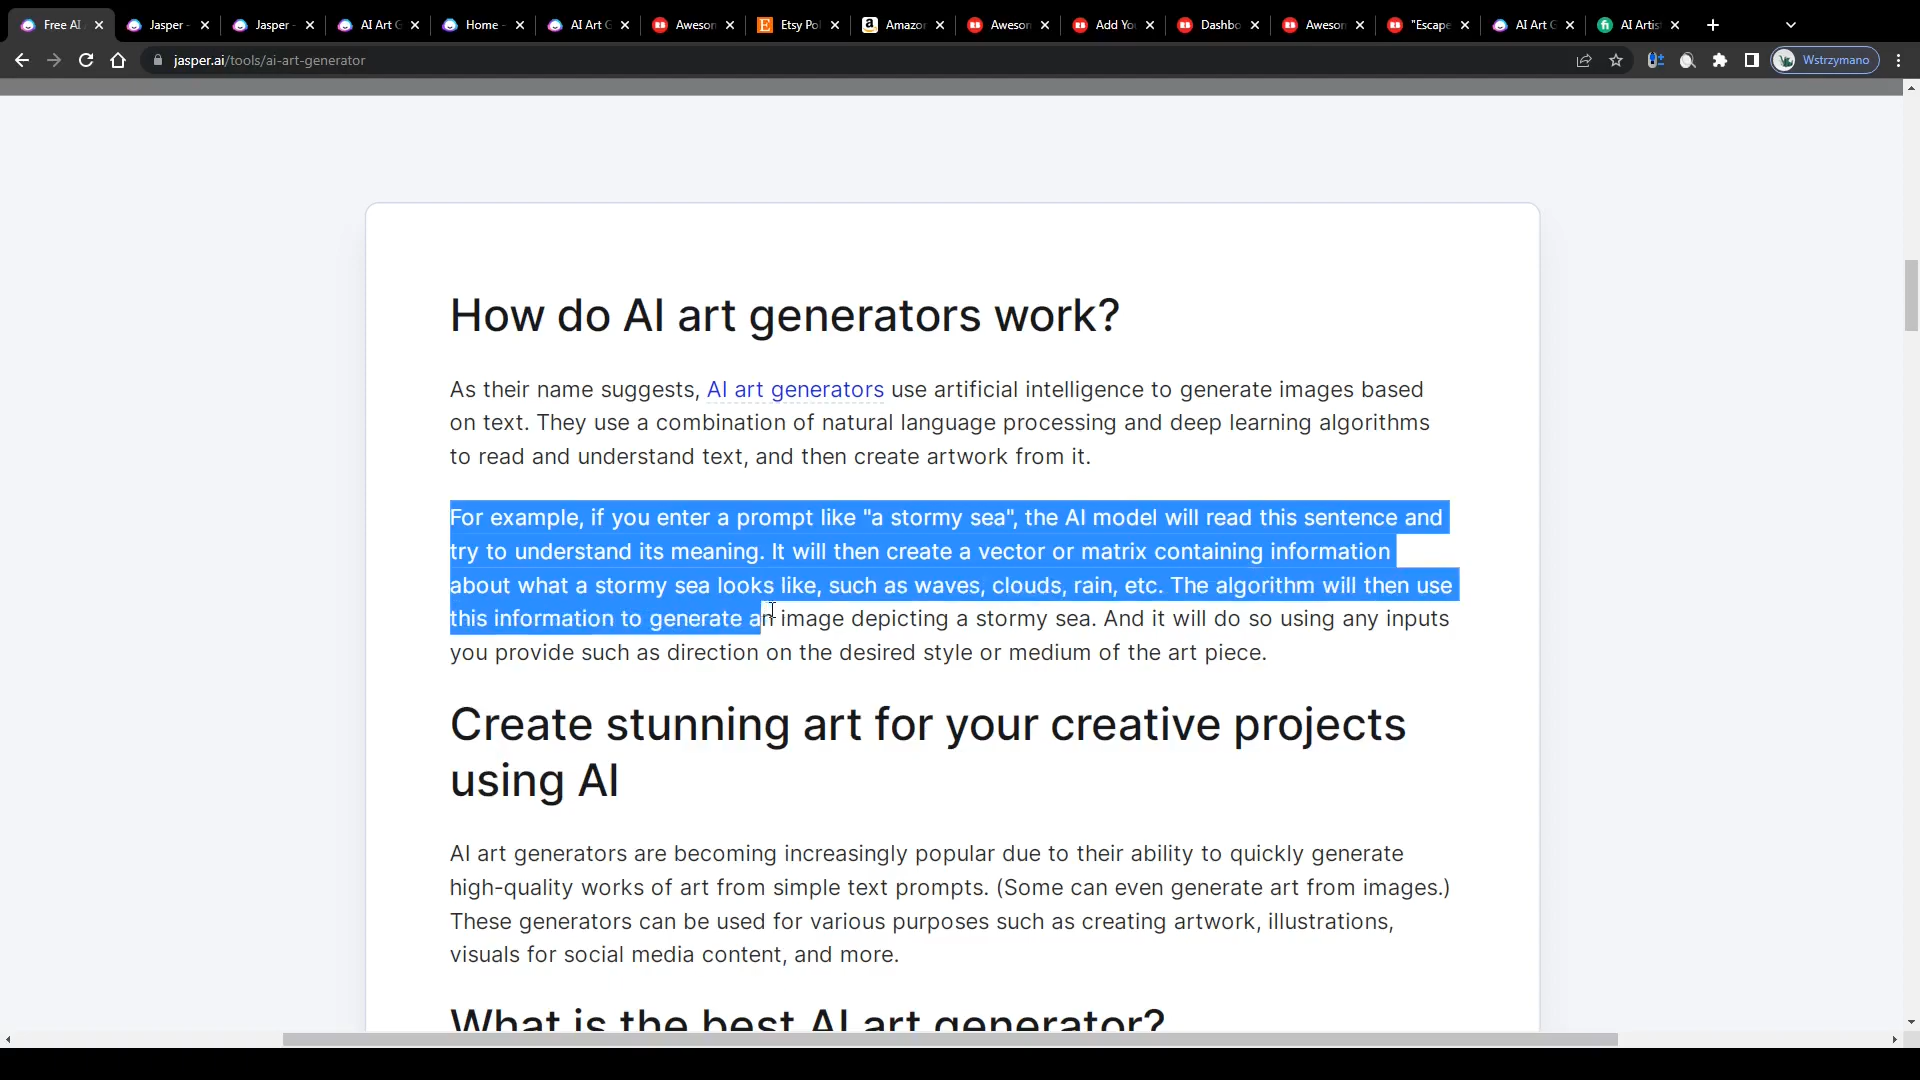 Free AI
Jasper -
Jasper -
AI Art G
Home -
AI Art G
Awesom
Etsy Pol
Amazon
Awesom
Add You
Dashbo
Awesom
"Escape
AI Art G
AI Artis
jasper.ai/tools/ai-art-generator
Wstrzymano
How do AI art generators work?
As their name suggests, AI art generators use artificial intelligence to generate images based
on text. They use a combination of natural language processing and deep learning algorithms
to read and understand text, and then create artwork from it.
For example, if you enter a prompt like "a stormy sea", the AI model will read this sentence and
try to understand its meaning. It will then create a vector or matrix containing information
about what a stormy sea looks like, such as waves, clouds, rain, etc. The algorithm will then use
this information to generate an image depicting a stormy sea. And it will do so using any inputs
you provide such as direction on the desired style or medium of the art piece.
Create stunning art for your creative projects
using AI
AI art generators are becoming increasingly popular due to their ability to quickly generate
high-quality works of art from simple text prompts. (Some can even generate art from images.)
These generators can be used for various purposes such as creating artwork, illustrations,
visuals for social media content, and more.
What is the best AI art generator?